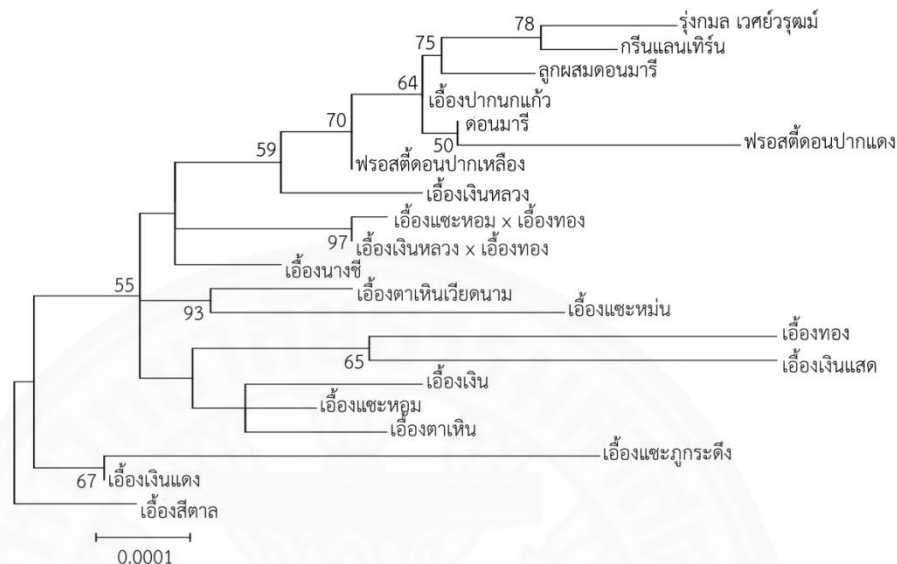 78
รุ่งกมล เวศย์วรุฒม์
75
กรีนแลนเทิร์น
ลูกผสมดอนมารี
64
เอื้องปากนกแก้ว
70
ดอนมารี
50
ฟรอสตี้ดอนปากแดง
59
ฟรอสตี้ดอนปากเหลือง
เอื้องเงินหลวง
เอื้องแซะหอม x เอื้องทอง
97
เอื้องเงินหลวง x เอื้องทอง
เอื้องนางชี
55
เอื้องตาเหินเวียดนาม
93
เอื้องแซะหม่น
เอื้องทอง
65
เอื้องเงินแสด
เอื้องเงิน
เอื้องแซะหอม
เอื้องตาเหิน
เอื้องแซะภูกระดึง
67
เอื้องเงินแดง
เอื้องสีตาล
0.0001